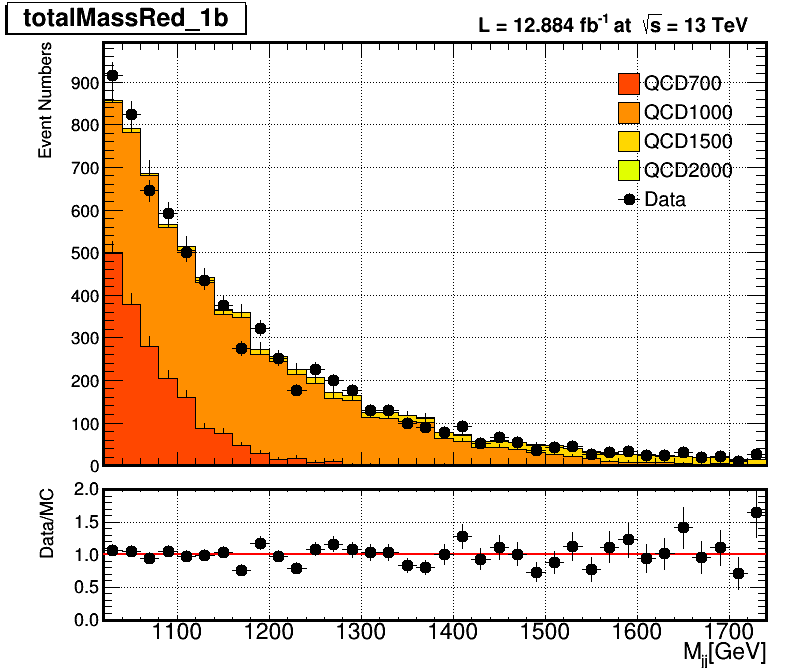 totalMassRed_1b
L = 12.884 fb⁻¹ at √s = 13 TeV
Event Numbers
900
800
700
600
500
400
300
200
100
0
QCD700
QCD1000
QCD1500
QCD2000
Data
Data/MC
2.0
1.5
1.0
0.5
0.0
1100 1200 1300 1400 1500 1600 1700
M_jj[GeV]